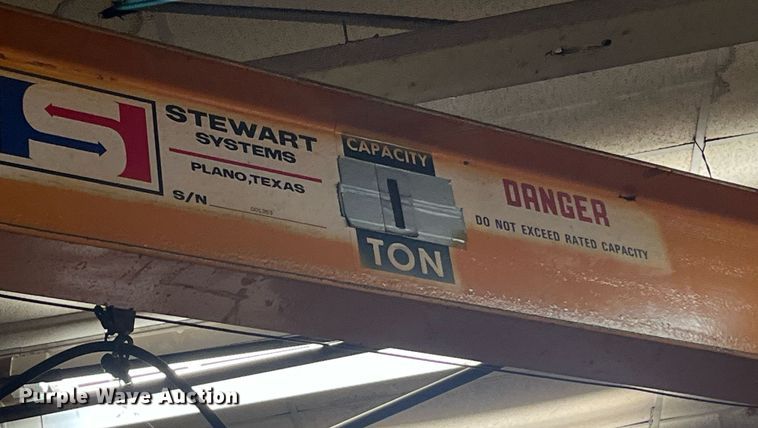 STEWART
SYSTEMS
PLANO, TEXAS
S/N
CAPACITY
1
TON
DANGER
DO NOT EXCEED RATED CAPACITY
Purple Wave Auction